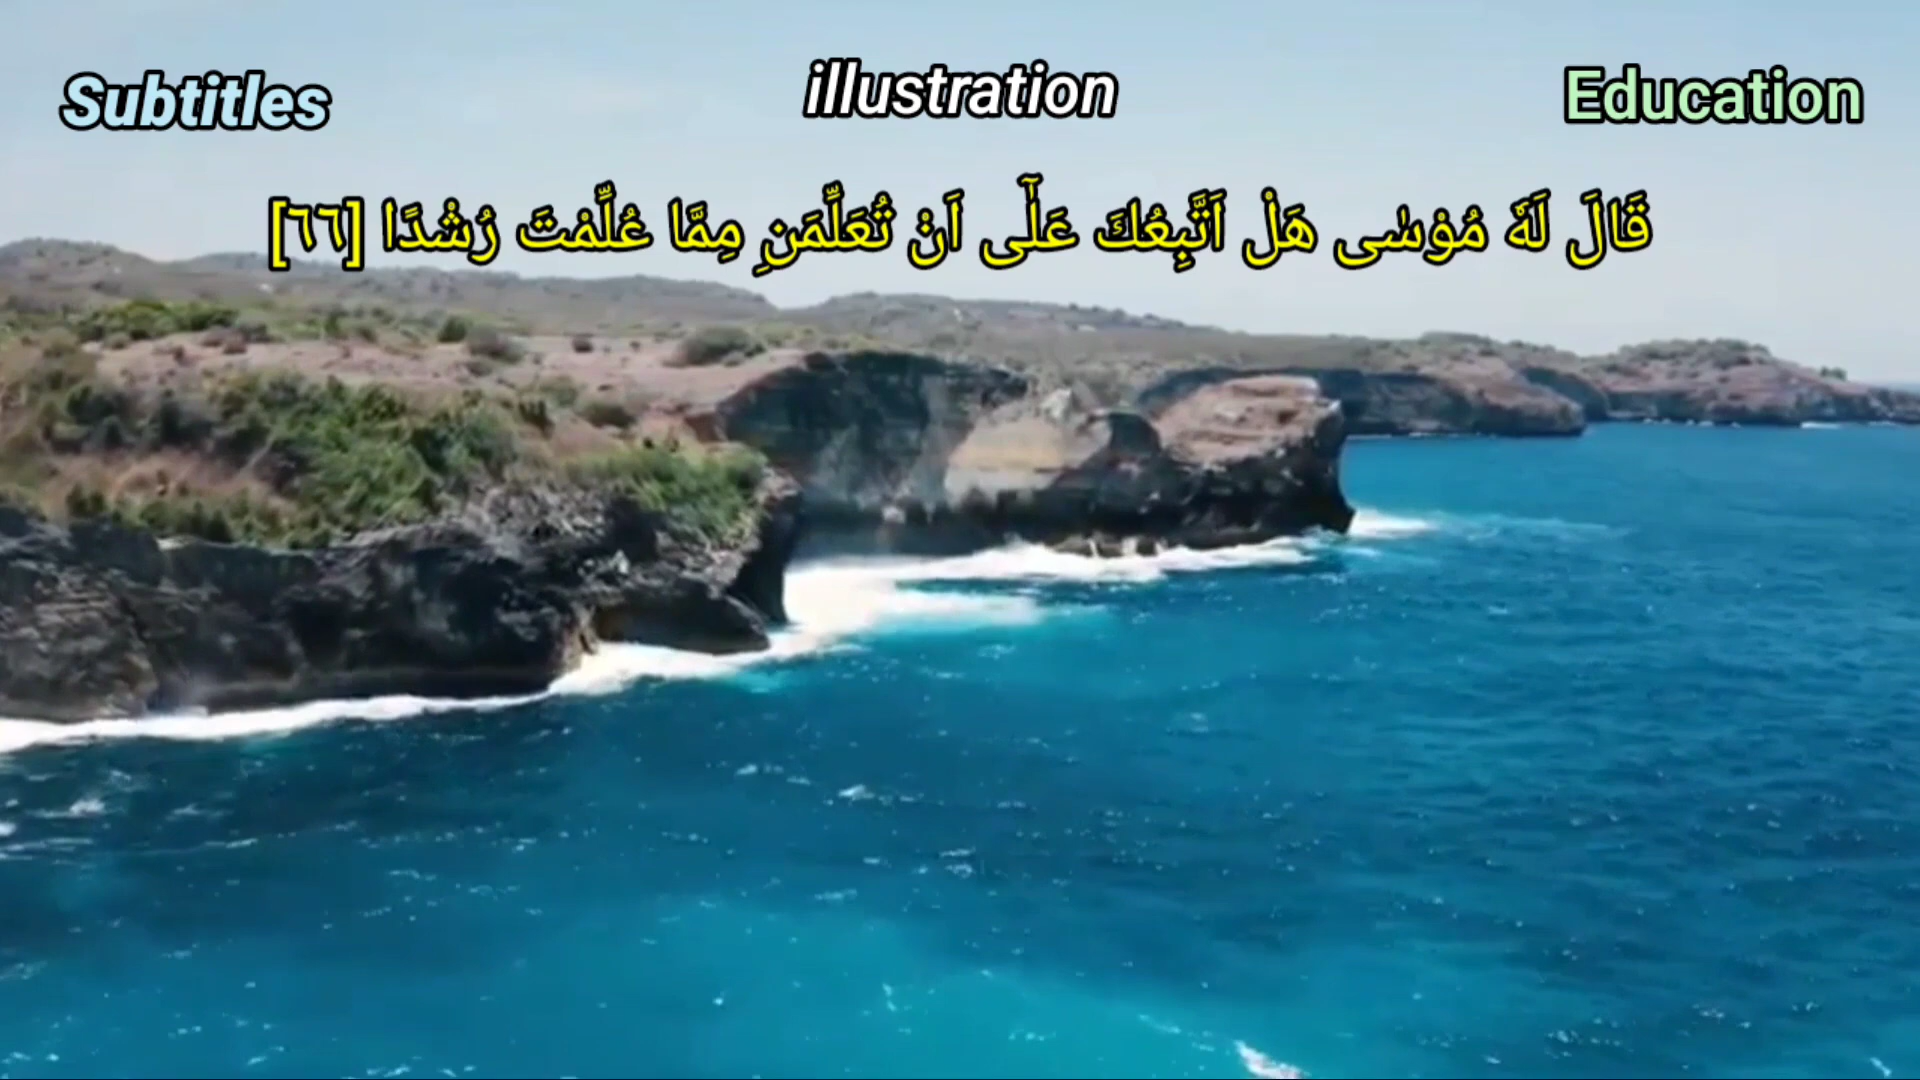 Subtitles
illustration
Education
قَالَ لَهٗ مُوْسٰى هَلْ اَتَّبِعُكَ عَلٰٓى اَنْ تُعَلِّمَنِ مِمَّا عُلِّمْتَ رُشْدًا [٦٦]